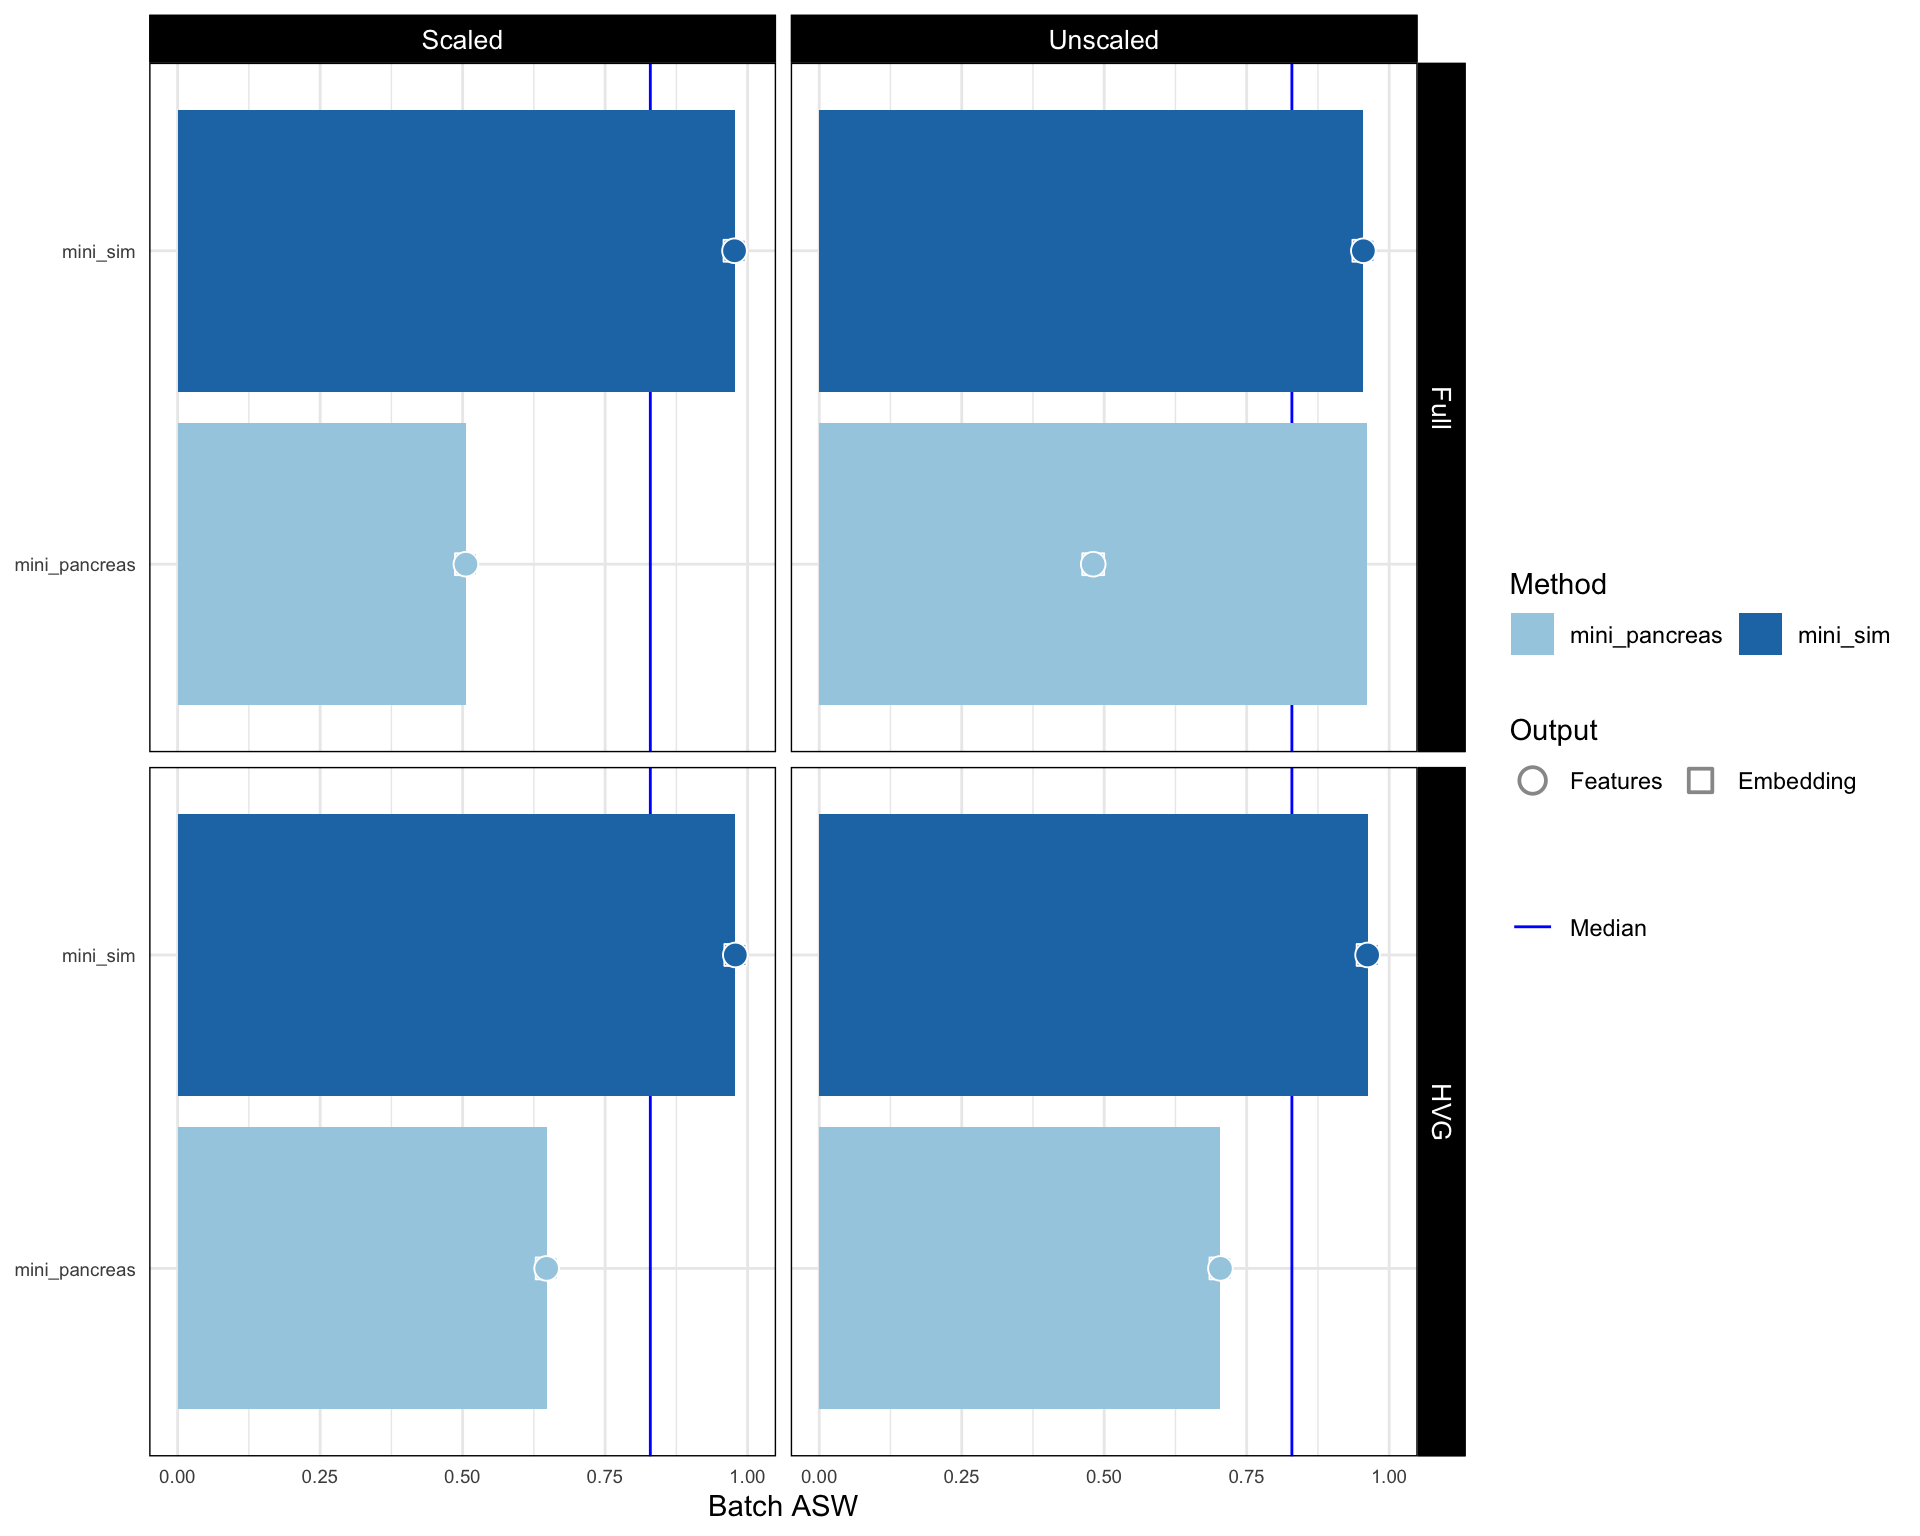 Scaled
Unscaled
Full
mini_sim
mini_pancreas
HVG
mini_sim
mini_pancreas
0.00 0.25 0.50 0.75 1.00
0.00 0.25 0.50 0.75 1.00
Batch ASW
Method
mini_pancreas mini_sim
Output
Features Embedding
Median